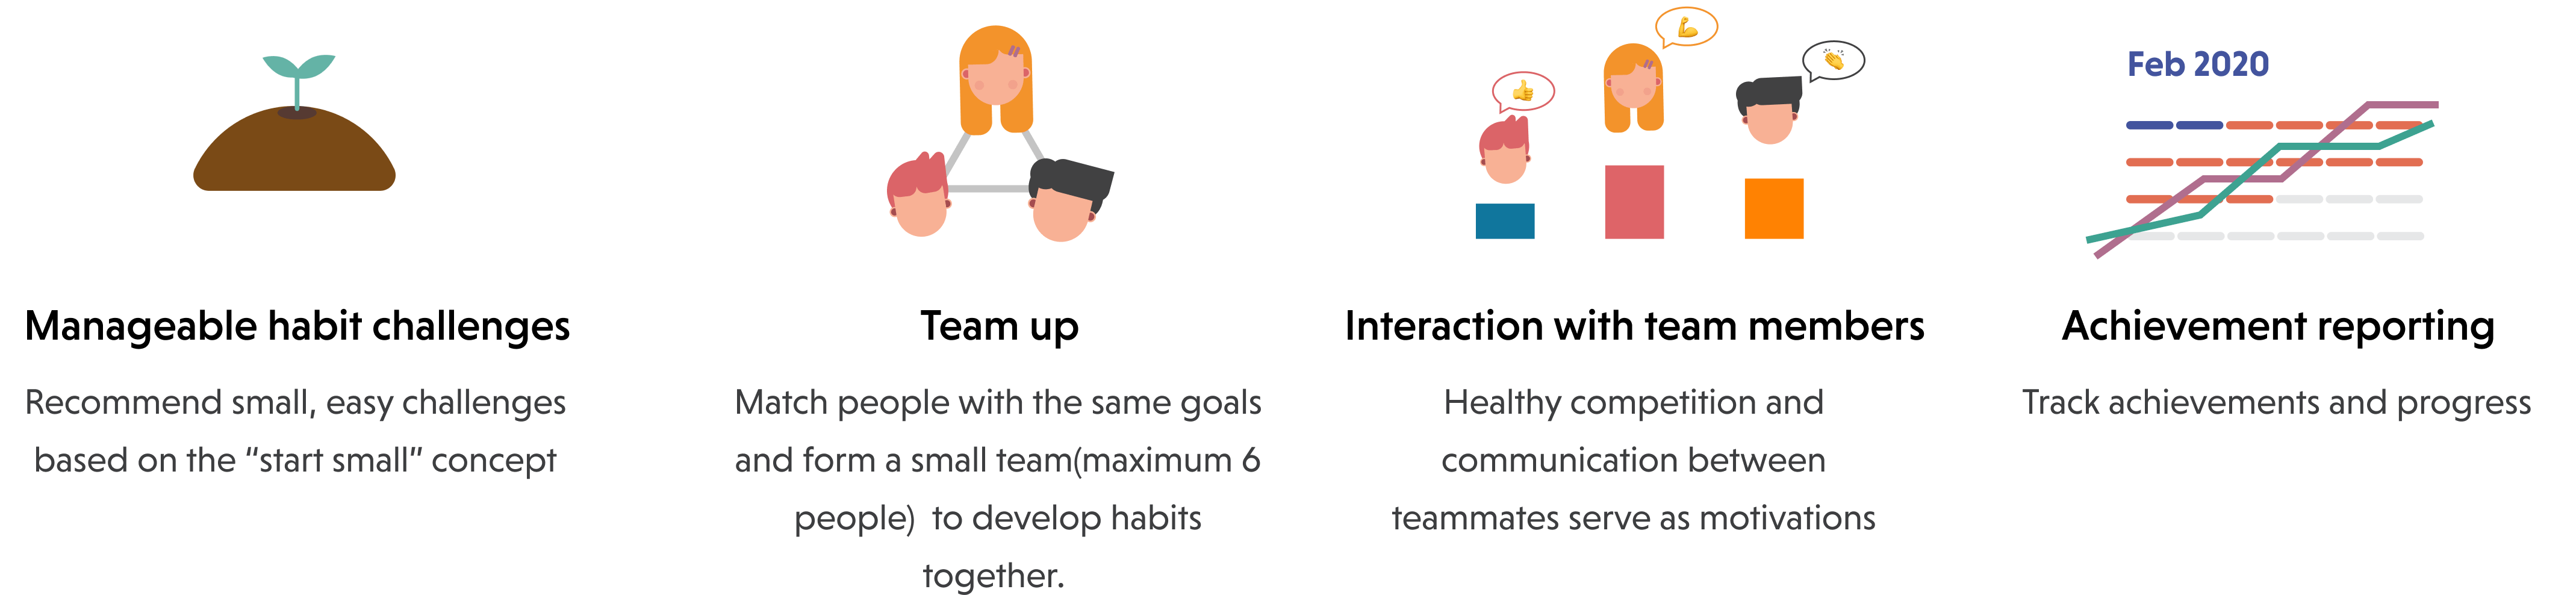 Feb 2020
Manageable habit challenges
Recommend small, easy challenges
based on the “start small” concept
Team up
Match people with the same goals
and form a small team(maximum 6
people)  to develop habits
together.
Interaction with team members
Healthy competition and
communication between
teammates serve as motivations
Achievement reporting
Track achievements and progress